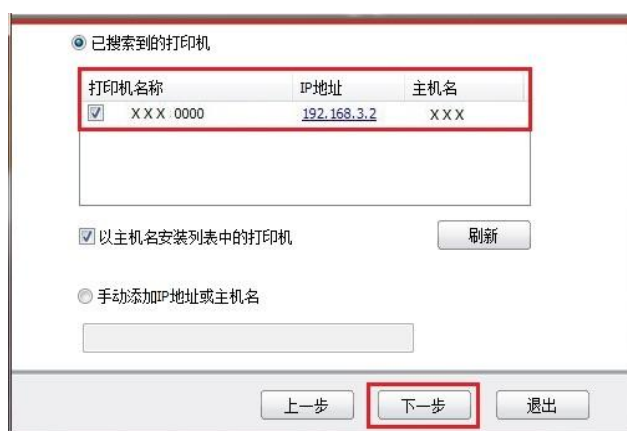 已搜索到的打印机
打印机名称 IP地址 主机名
XXX 0000 192.168.3.2 XXX
以主机名安装列表中的打印机 刷新
手动添加IP地址或主机名
上一步 下一步 退出